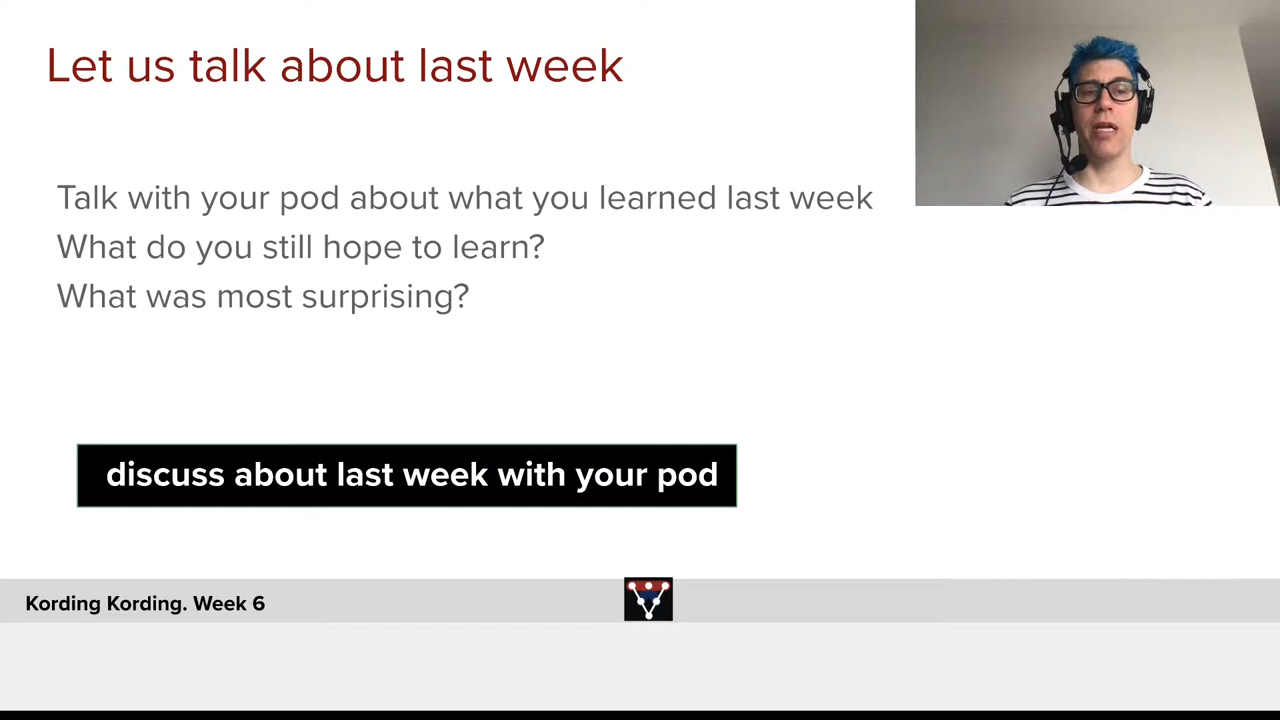 Let us talk about last week
Talk with your pod about what you learned last week
What do you still hope to learn?
What was most surprising?
discuss about last week with your pod
Kording Kording. Week 6